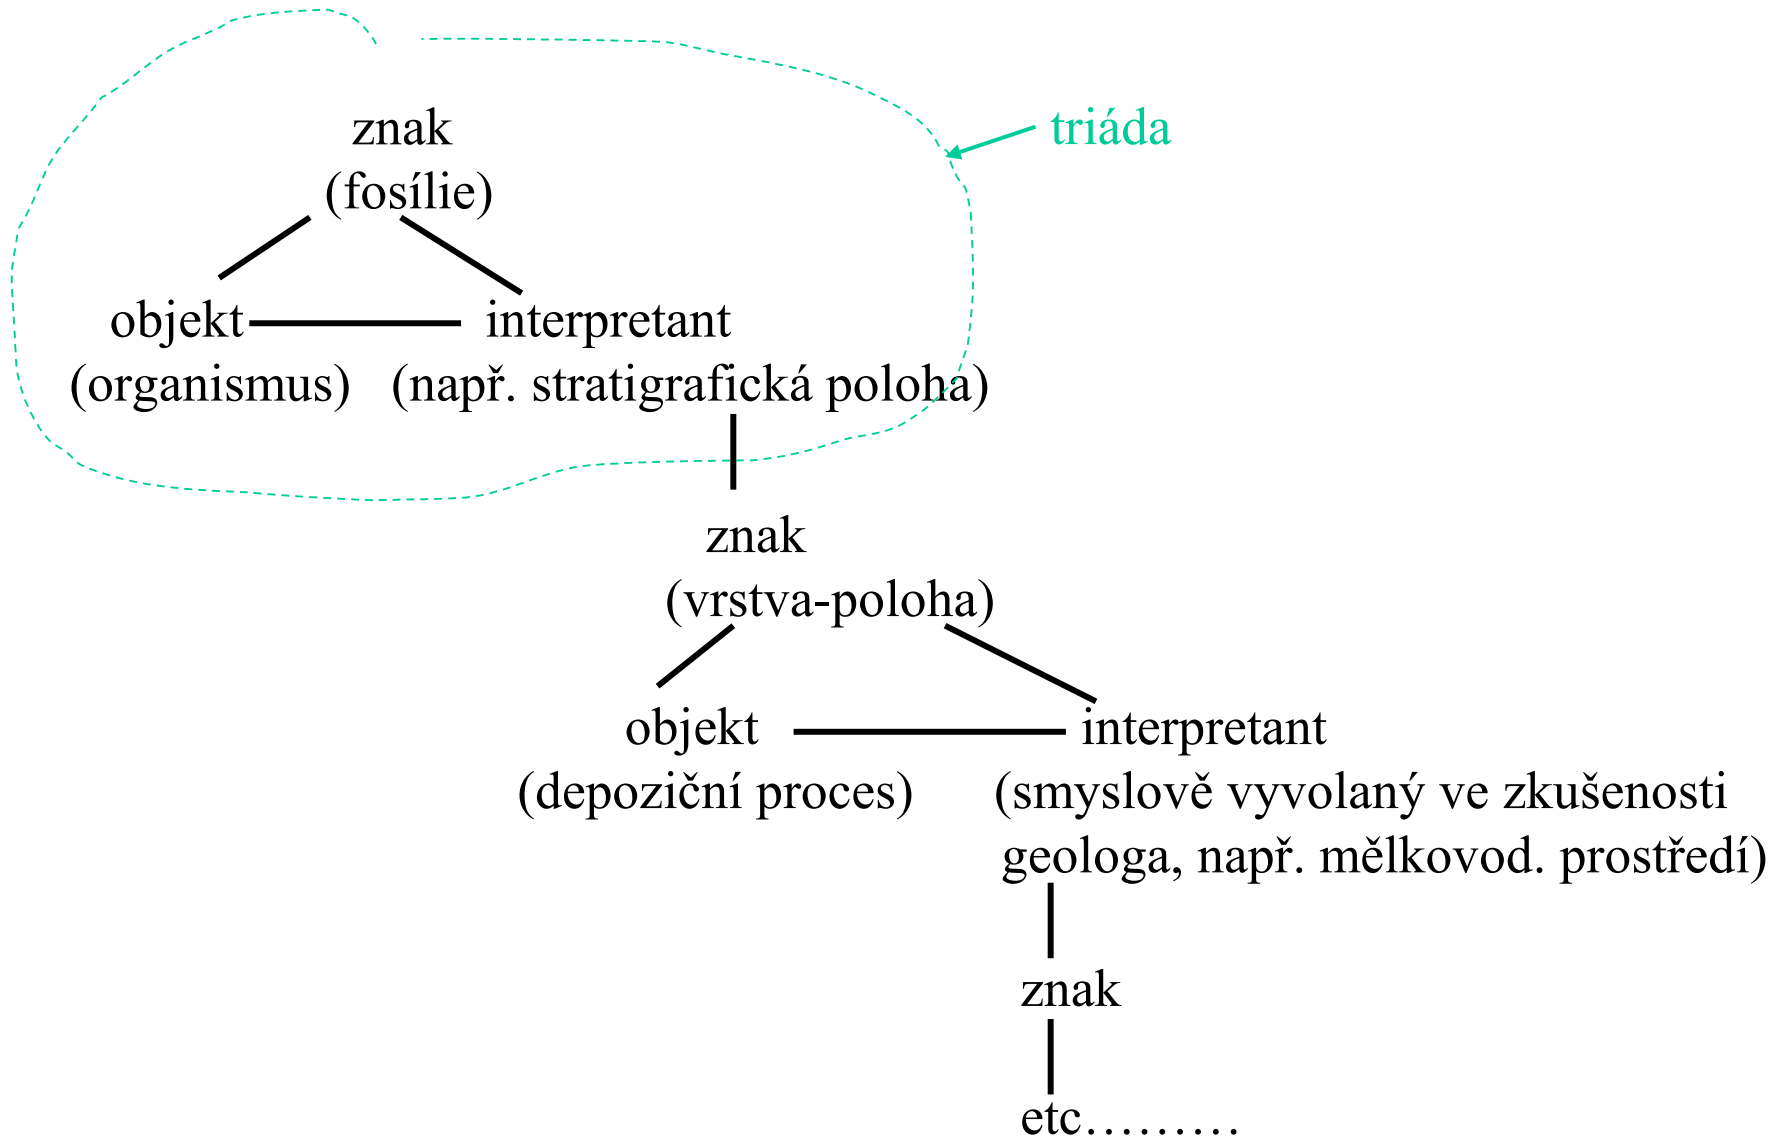 znak
triáda
(fosílie)
objekt
interpretant
(organismus)
(např. stratigrafická poloha)
znak
(vrstva-poloha)
objekt
interpretant
(depoziční proces)
(smyslově vyvolaný ve zkušenosti
geologa, např. mělkovod. prostředí)
znak
etc………